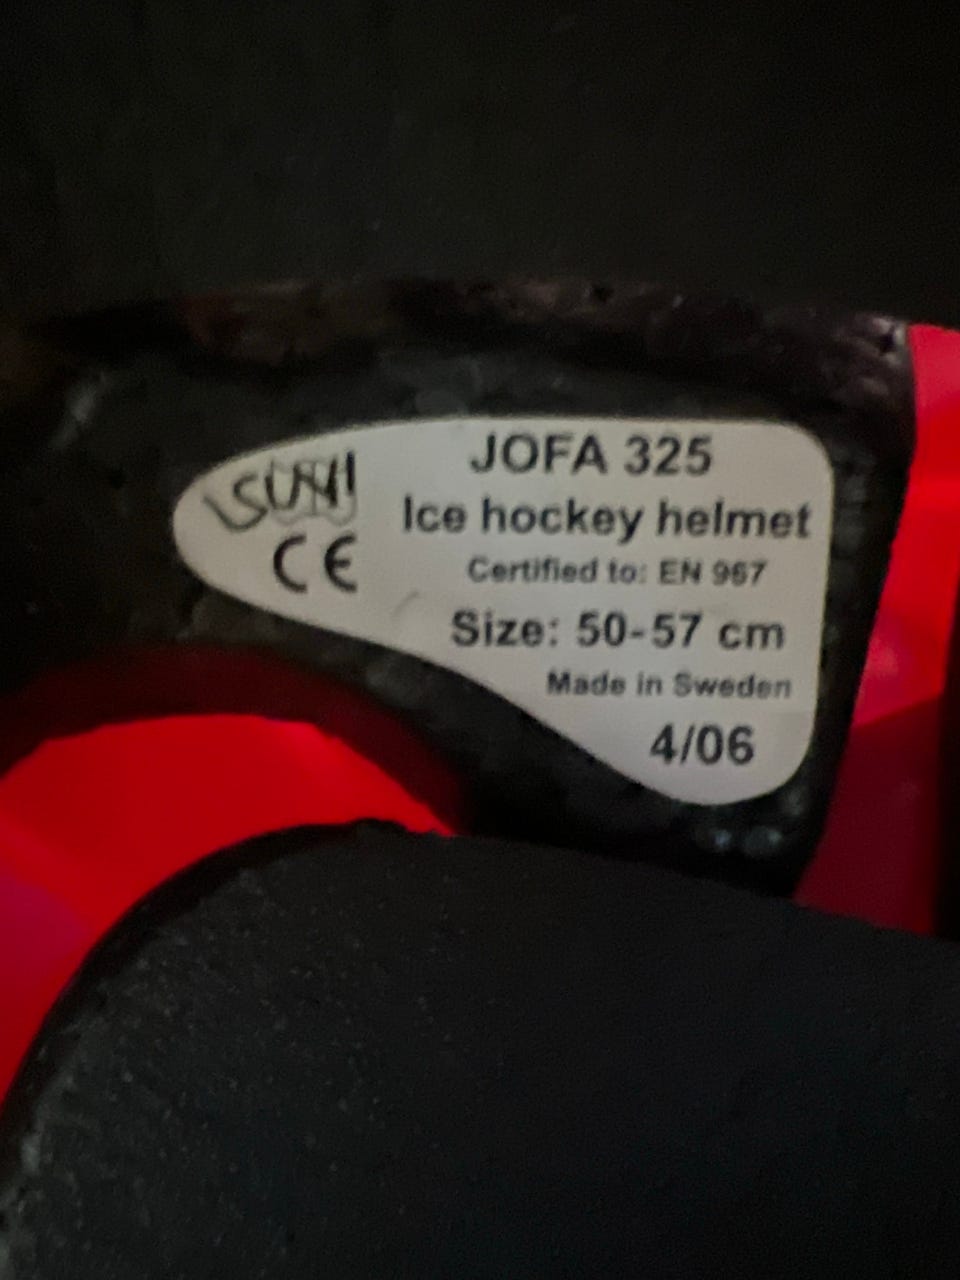 JOFA 325
Ice hockey helmet
CE
Certified to: EN 967
Size: 50-57 cm
Made in Sweden
4/06